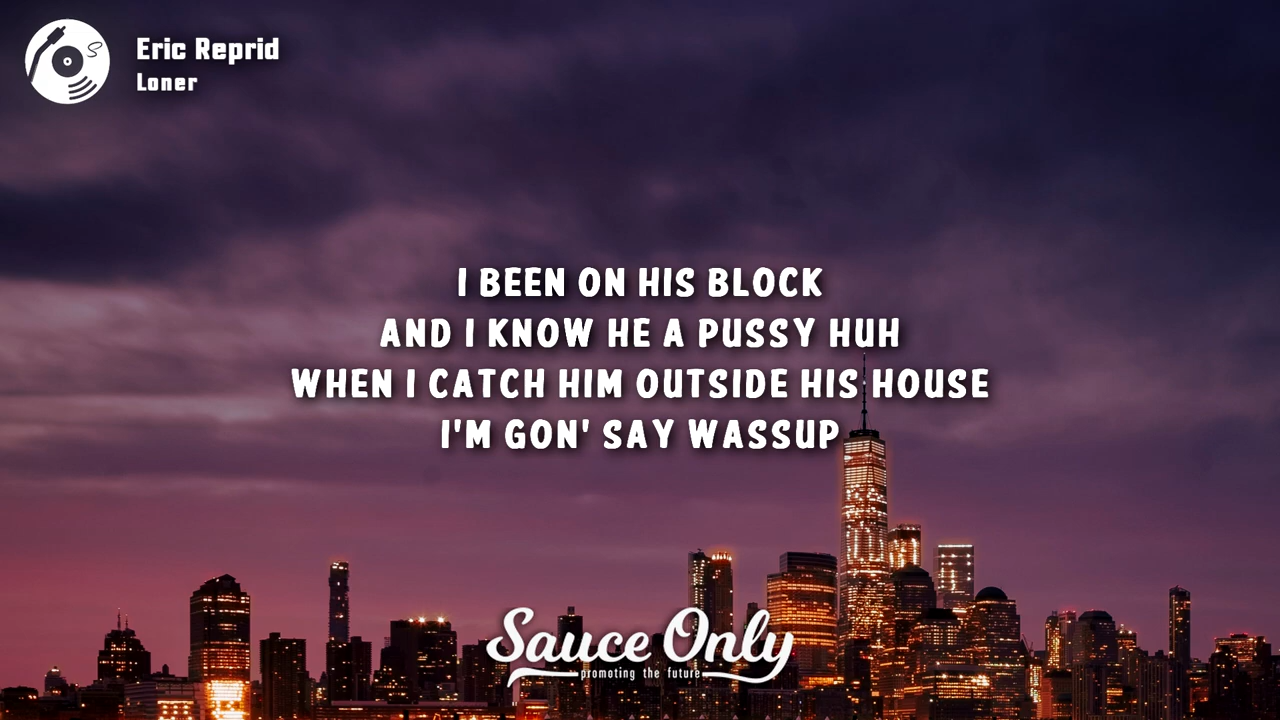 Eric Reprid
Loner
I BEEN ON HIS BLOCK
AND I KNOW HE A PUSSY HUH
WHEN I CATCH HIM OUTSIDE HIS HOUSE
I'M GON' SAY WASSUP
Sauce Only
promoting the future